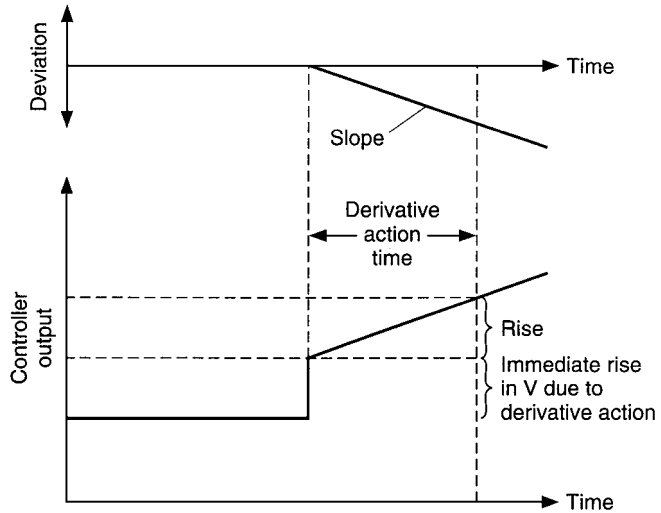 Deviation
Time
Slope
Derivative
action
time
Controller
output
Rise
Immediate rise
in V due to
derivative action
Time